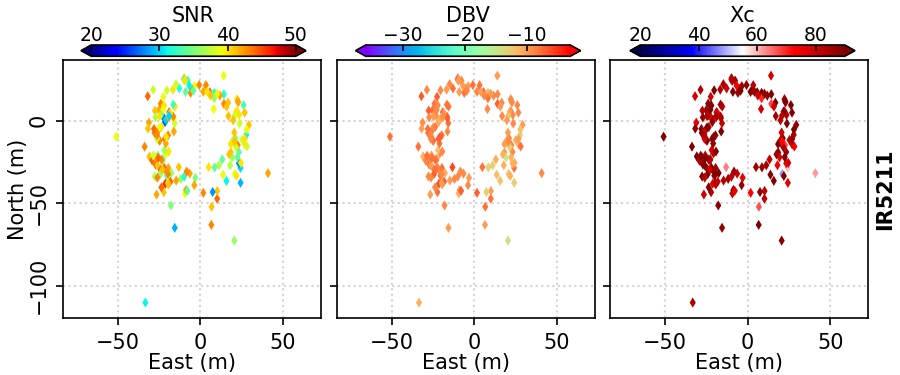 SNR DBV Xc
20 30 40 50 −30 −20 −10 20 40 60 80
0
−50
−100
North (m)
IR5211
−50 0 50 −50 0 50 −50 0 50
East (m) East (m) East (m)